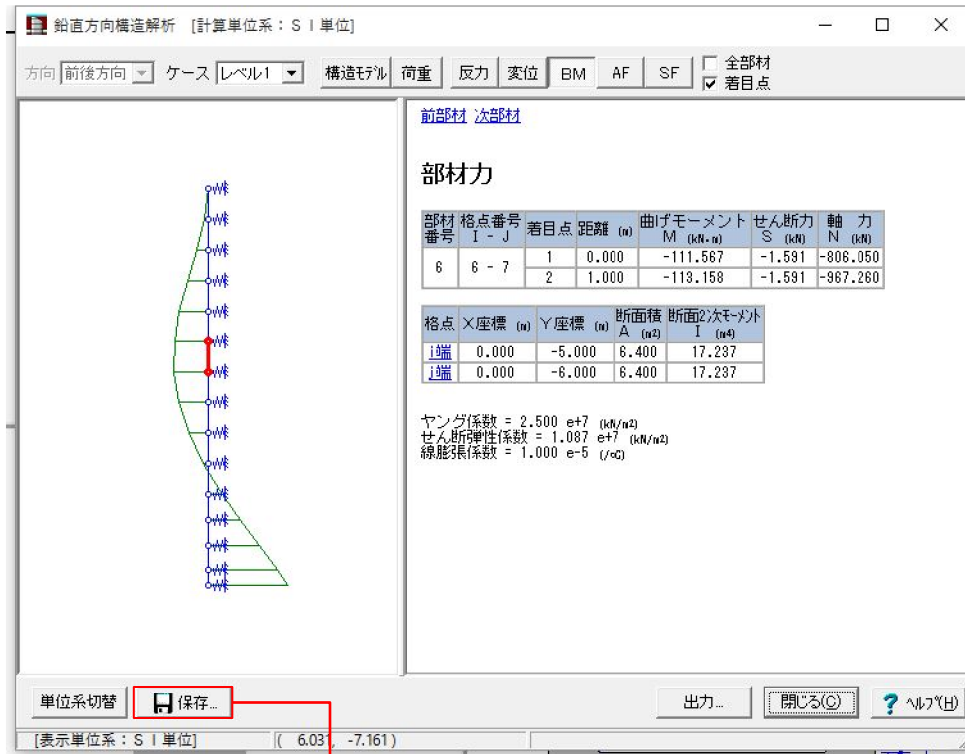 鉛直方向構造解析　[計算単位系：ＳＩ単位]
方向 前後方向 ケース レベル1 構造ﾓﾃﾞﾙ 荷重 反力 変位 BM AF SF 全部材
着目点
前部材 次部材
部材力
部材番号 格点番号 I - J 着目点 距離 (m) 曲げモーメント M (kN・m) せん断力 S (kN) 軸　力 N (kN)
6 6 - 7 1 0.000 -111.567 -1.591 -806.050
2 1.000 -113.158 -1.591 -967.260
格点 X座標 (m) Y座標 (m) 断面積 A (m2) 断面2次ﾓｰﾒﾝﾄ I (m4)
i端 0.000 -5.000 6.400 17.237
j端 0.000 -6.000 6.400 17.237
ヤング係数 = 2.500 e+7 (kN/m2)
せん断弾性係数 = 1.087 e+7 (kN/m2)
線膨張係数 = 1.000 e-5 (/℃)
単位系切替 保存... 出力... 閉じる(C) ? ﾍﾙﾌﾟ(H)
[表示単位系：ＳＩ単位] ( 6.031, -7.161 )